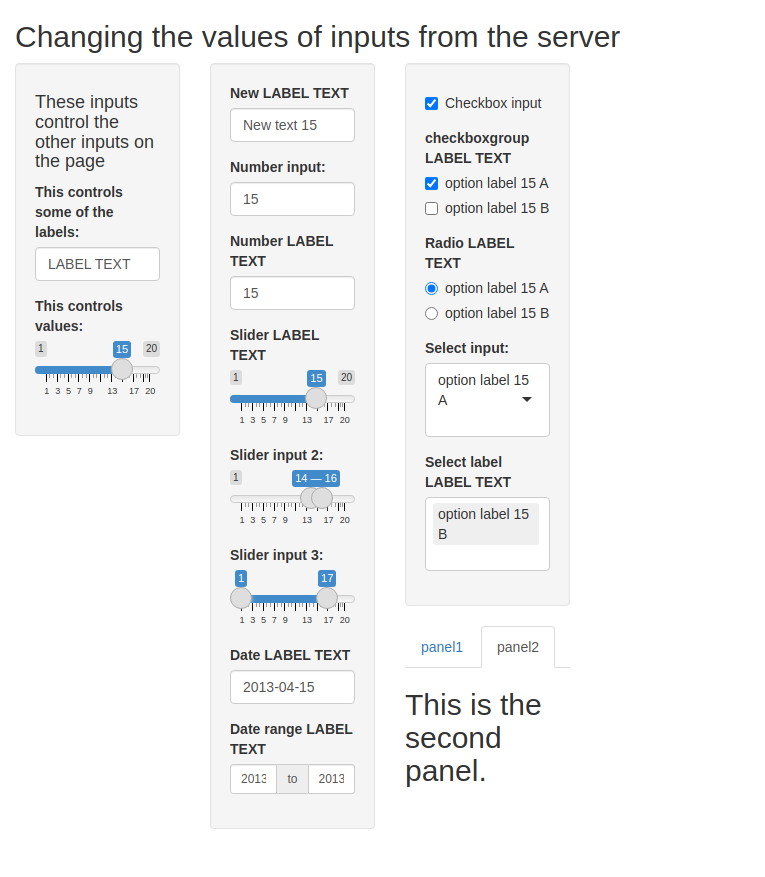 Changing the values of inputs from the server
These inputs
control the
other inputs on
the page
This controls
some of the
labels:
LABEL TEXT
This controls
values:
1 15 20
1 3 5 7 9 13 17 20
New LABEL TEXT
New text 15
Number input:
15
Number LABEL
TEXT
15
Slider LABEL
TEXT
1 15 20
1 3 5 7 9 13 17 20
Slider input 2:
1 14 — 16
1 3 5 7 9 13 17 20
Slider input 3:
1 17
1 3 5 7 9 13 17 20
Date LABEL TEXT
2013-04-15
Date range LABEL
TEXT
2013 to 2013
Checkbox input
checkboxgroup
LABEL TEXT
option label 15 A
option label 15 B
Radio LABEL
TEXT
option label 15 A
option label 15 B
Select input:
option label 15
A
Select label
LABEL TEXT
option label 15
B
panel1 panel2
This is the
second
panel.